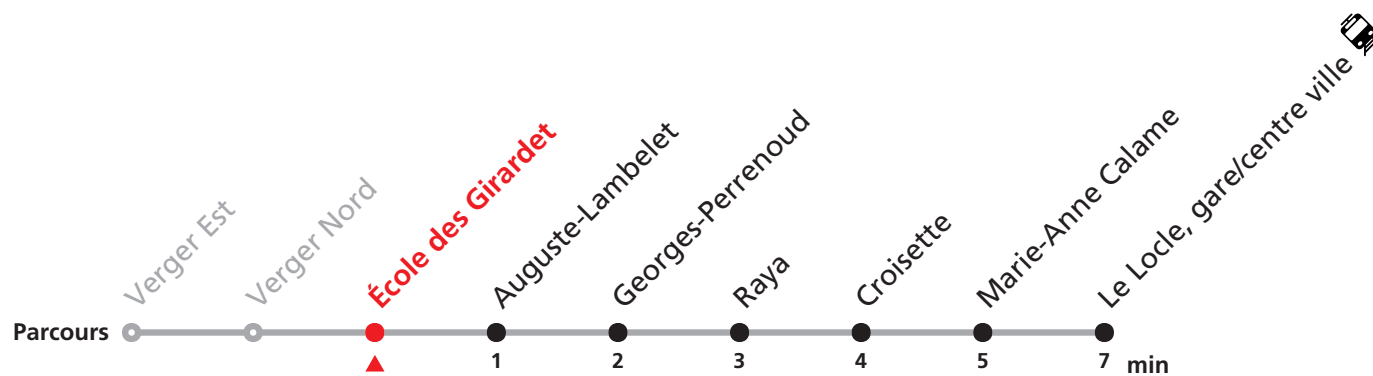 Verger Est
Verger Nord
École des Girardet
Auguste-Lambelet
Georges-Perrenoud
Raya
Croisette
Marie-Anne Calame
Le Locle, gare/centre ville
Parcours
1 2 3 4 5 7 min